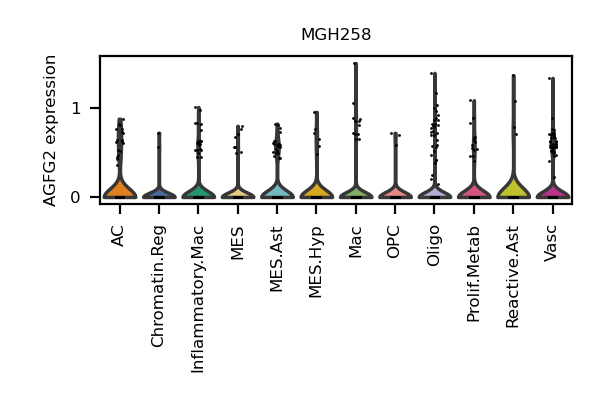 MGH258
AGFG2 expression
1
0
AC
Chromatin.Reg
Inflammatory.Mac
MES
MES.Ast
MES.Hyp
Mac
OPC
Oligo
Prolif.Metab
Reactive.Ast
Vasc